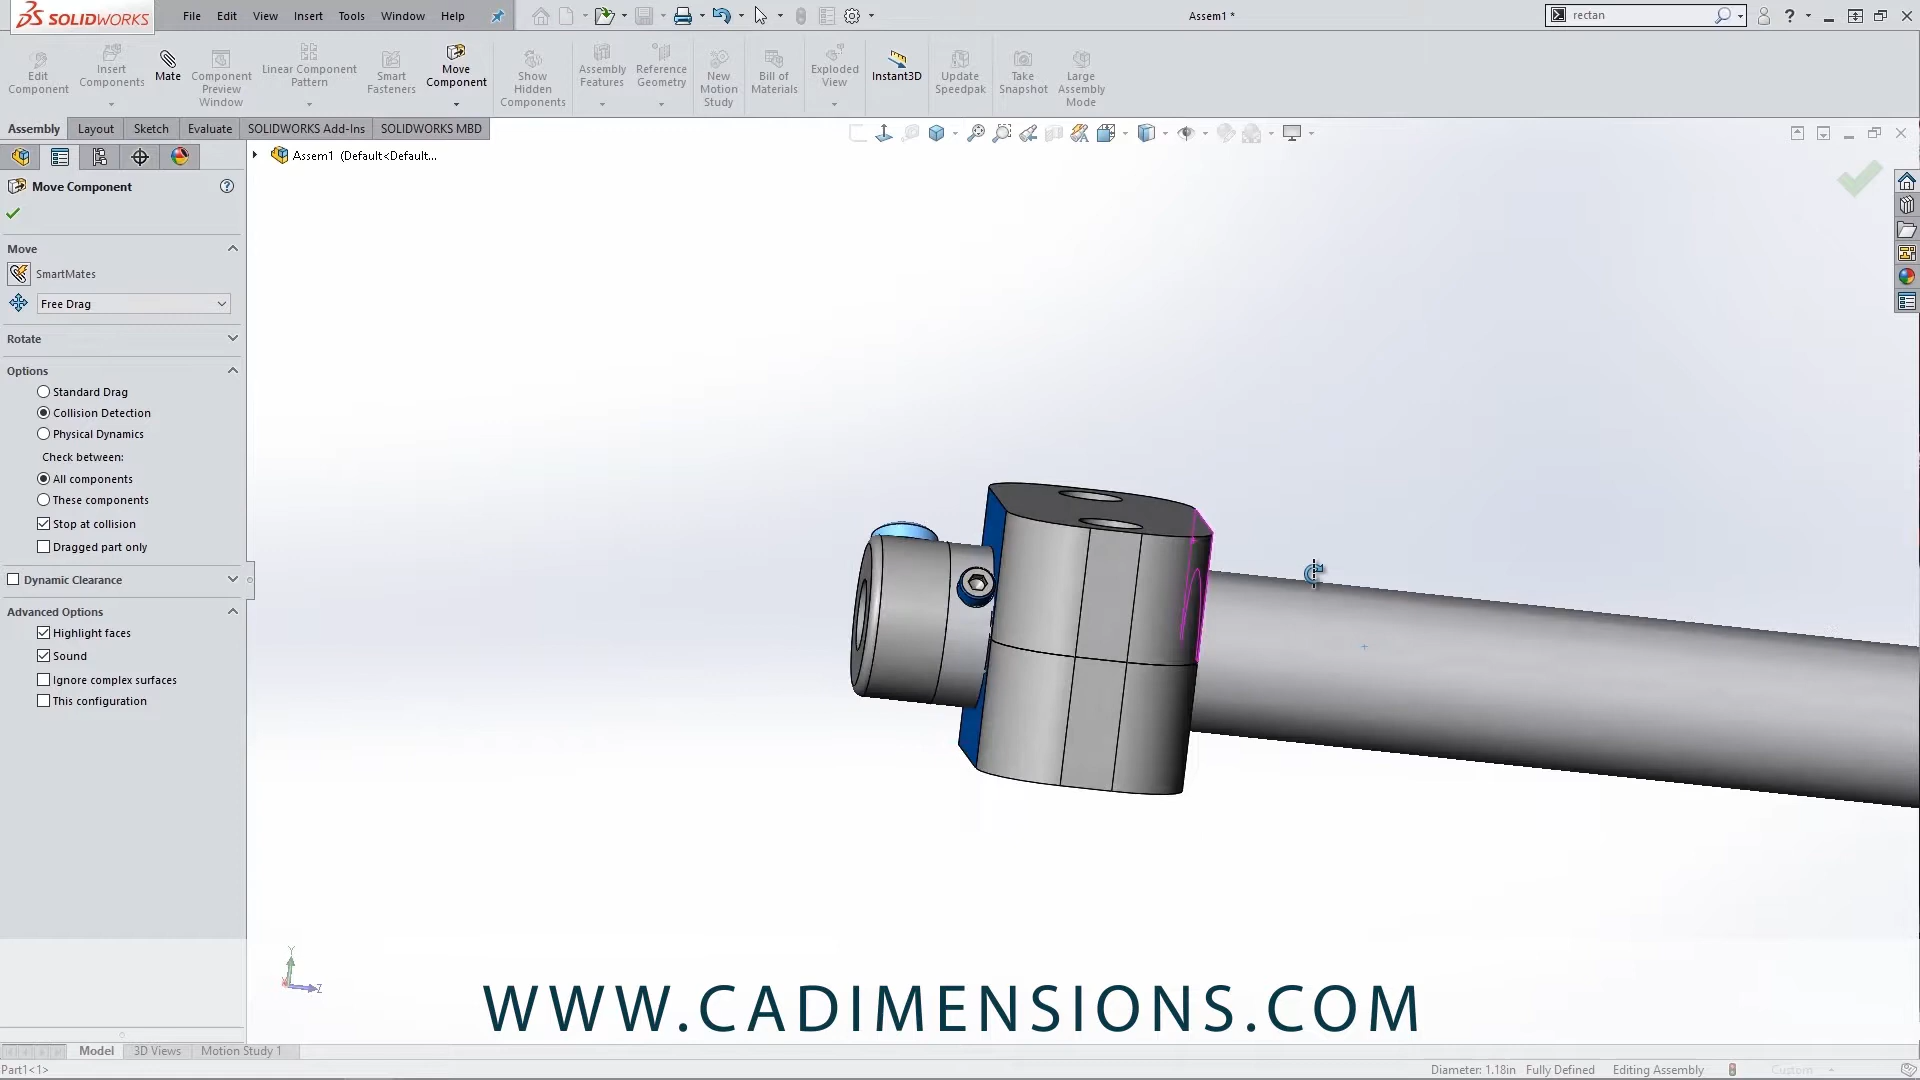 SOLIDWORKS
File Edit View Insert Tools Window Help
Assem1 *
rectan
Edit Component
Insert Components
Mate
Component Preview Window
Linear Component Pattern
Smart Fasteners
Move Component
Show Hidden Components
Assembly Features
Reference Geometry
New Motion Study
Bill of Materials
Exploded View
Instant3D
Update Speedpak
Take Snapshot
Large Assembly Mode
Assembly Layout Sketch Evaluate SOLIDWORKS Add-Ins SOLIDWORKS MBD
Assem1 (Default<Default...
Move Component
Move
SmartMates
Free Drag
Rotate
Options
Standard Drag
Collision Detection
Physical Dynamics
Check between:
All components
These components
Stop at collision
Dragged part only
Dynamic Clearance
Advanced Options
Highlight faces
Sound
Ignore complex surfaces
This configuration
Y
Z
WWW.CADIMENSIONS.COM
Model 3D Views Motion Study 1
Part1<1>
Diameter: 1.18in Fully Defined Editing Assembly Custom